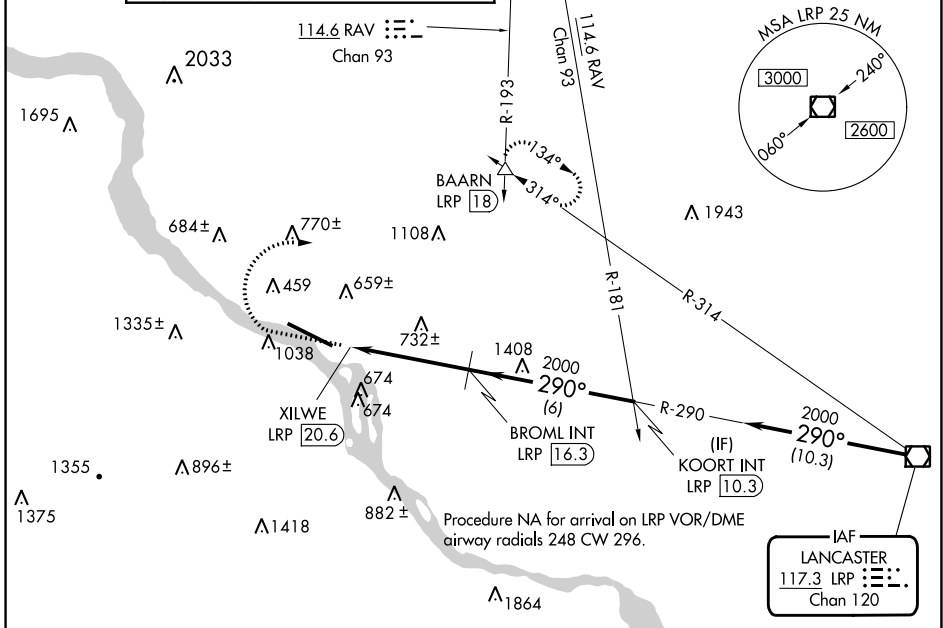 114.6 RAV
Chan 93
114.6 RAV
Chan 93
MSA LRP 25 NM
3000
240°
060°
2600
2033
1695
R-193
134°
BAARN
LRP 18
314°
1943
684±
770±
1108
459
659±
R-181
R-314
1335±
1038
732±
1408
2000
290°
(6)
674
674
XILWE
LRP 20.6
BROML INT
LRP 16.3
R-290
(IF)
KOORT INT
LRP 10.3
2000
290°
(10.3)
1355
896±
1375
1418
882±
Procedure NA for arrival on LRP VOR/DME
airway radials 248 CW 296.
IAF
LANCASTER
117.3 LRP
Chan 120
1864